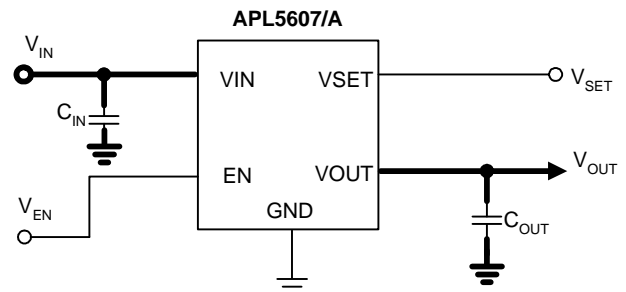 APL5607/A
VIN
VIN
VSET
VSET
CIN
EN
VOUT
VOUT
VEN
GND
COUT